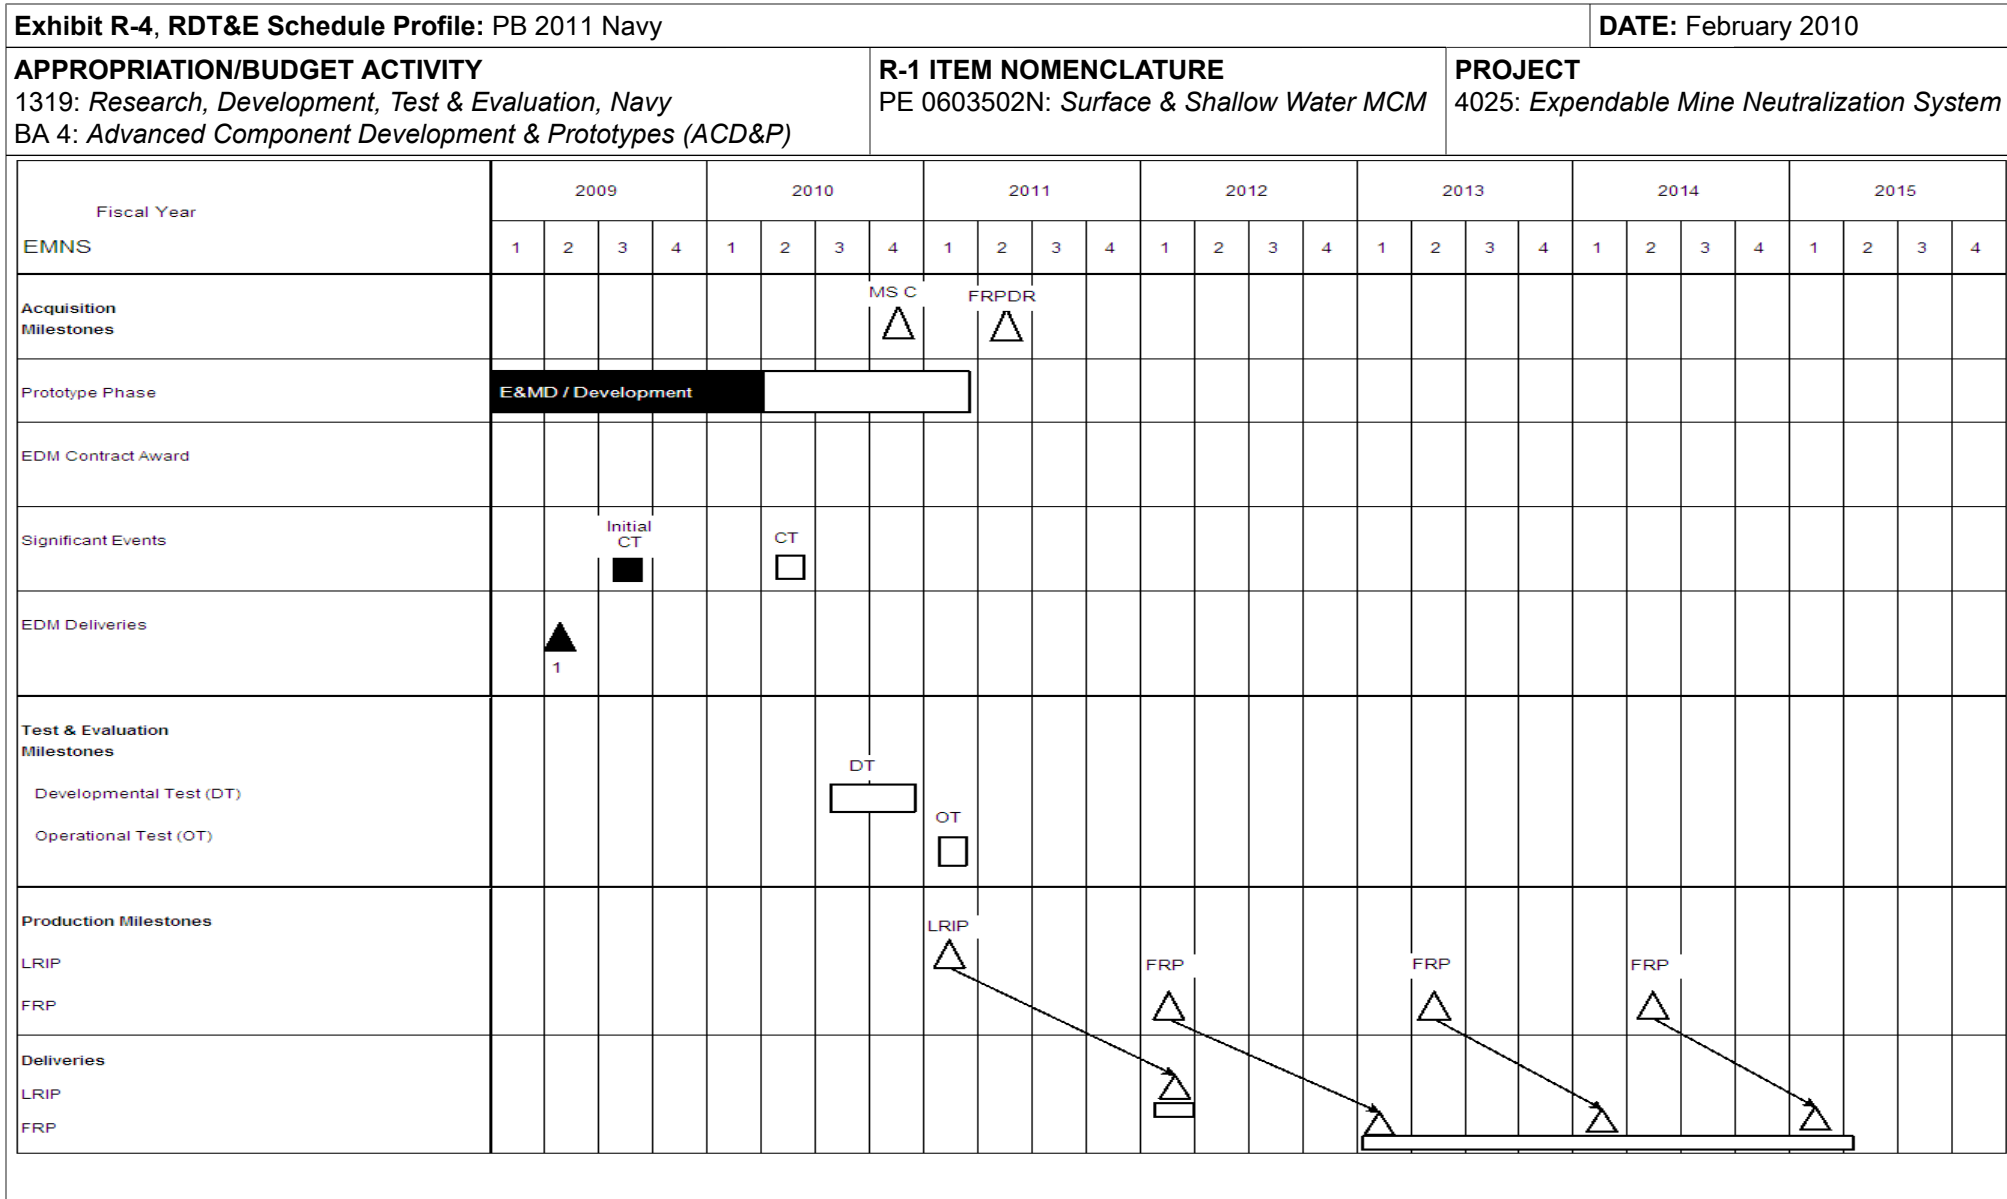 Exhibit R-4, RDT&E Schedule Profile: PB 2011 Navy
DATE: February 2010
APPROPRIATION/BUDGET ACTIVITY
1319: Research, Development, Test & Evaluation, Navy
BA 4: Advanced Component Development & Prototypes (ACD&P)
R-1 ITEM NOMENCLATURE
PE 0603502N: Surface & Shallow Water MCM
PROJECT
4025: Expendable Mine Neutralization System
Fiscal Year
2009 2010 2011 2012 2013 2014 2015
EMNS
1 2 3 4 1 2 3 4 1 2 3 4 1 2 3 4 1 2 3 4 1 2 3 4 1 2 3 4
Acquisition
Milestones
MS C
FRPDR
Prototype Phase
E&MD / Development
EDM Contract Award
Significant Events
Initial
CT
CT
EDM Deliveries
1
Test & Evaluation
Milestones
DT
Developmental Test (DT)
OT
Operational Test (OT)
Production Milestones
LRIP
LRIP
FRP
FRP
FRP
FRP
Deliveries
LRIP
FRP